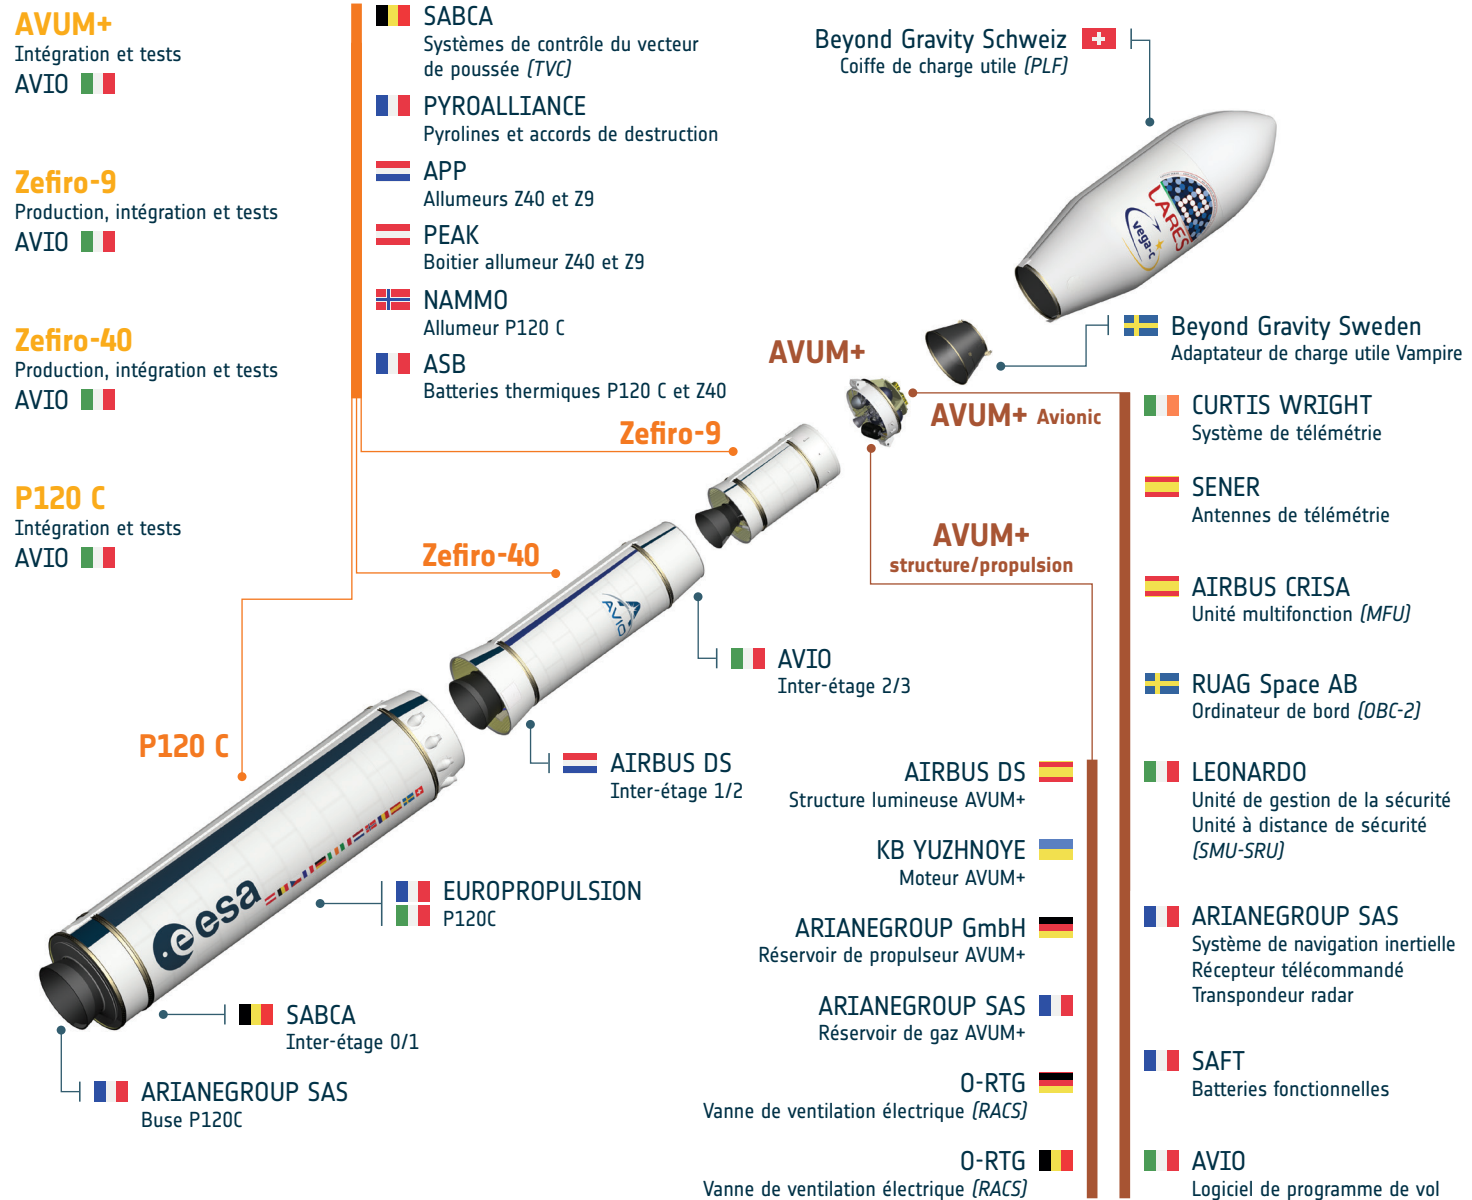 AVUM+
Intégration et tests
AVIO
Zefiro-9
Production, intégration et tests
AVIO
Zefiro-40
Production, intégration et tests
AVIO
P120 C
Intégration et tests
AVIO
SABCA
Systèmes de contrôle du vecteur
de poussée (TVC)
PYROALLIANCE
Pyrolines et accords de destruction
APP
Allumeurs Z40 et Z9
PEAK
Boitier allumeur Z40 et Z9
NAMMO
Allumeur P120 C
ASB
Batteries thermiques P120 C et Z40
Beyond Gravity Schweiz
Coiffe de charge utile (PLF)
LARES
vega-c
Beyond Gravity Sweden
Adaptateur de charge utile Vampire
AVUM+
AVUM+ Avionic
Zefiro-9
Zefiro-40
AVUM+
structure/propulsion
AVIO
AVIO
Inter-étage 2/3
P120 C
AIRBUS DS
Inter-étage 1/2
esa
EUROPROPULSION
P120C
SABCA
Inter-étage 0/1
ARIANEGROUP SAS
Buse P120C
AIRBUS DS
Structure lumineuse AVUM+
KB YUZHNOYE
Moteur AVUM+
ARIANEGROUP GmbH
Réservoir de propulseur AVUM+
ARIANEGROUP SAS
Réservoir de gaz AVUM+
O-RTG
Vanne de ventilation électrique (RACS)
O-RTG
Vanne de ventilation électrique (RACS)
CURTIS WRIGHT
Système de télémétrie
SENER
Antennes de télémétrie
AIRBUS CRISA
Unité multifonction (MFU)
RUAG Space AB
Ordinateur de bord (OBC-2)
LEONARDO
Unité de gestion de la sécurité
Unité à distance de sécurité
(SMU-SRU)
ARIANEGROUP SAS
Système de navigation inertielle
Récepteur télécommandé
Transpondeur radar
SAFT
Batteries fonctionnelles
AVIO
Logiciel de programme de vol